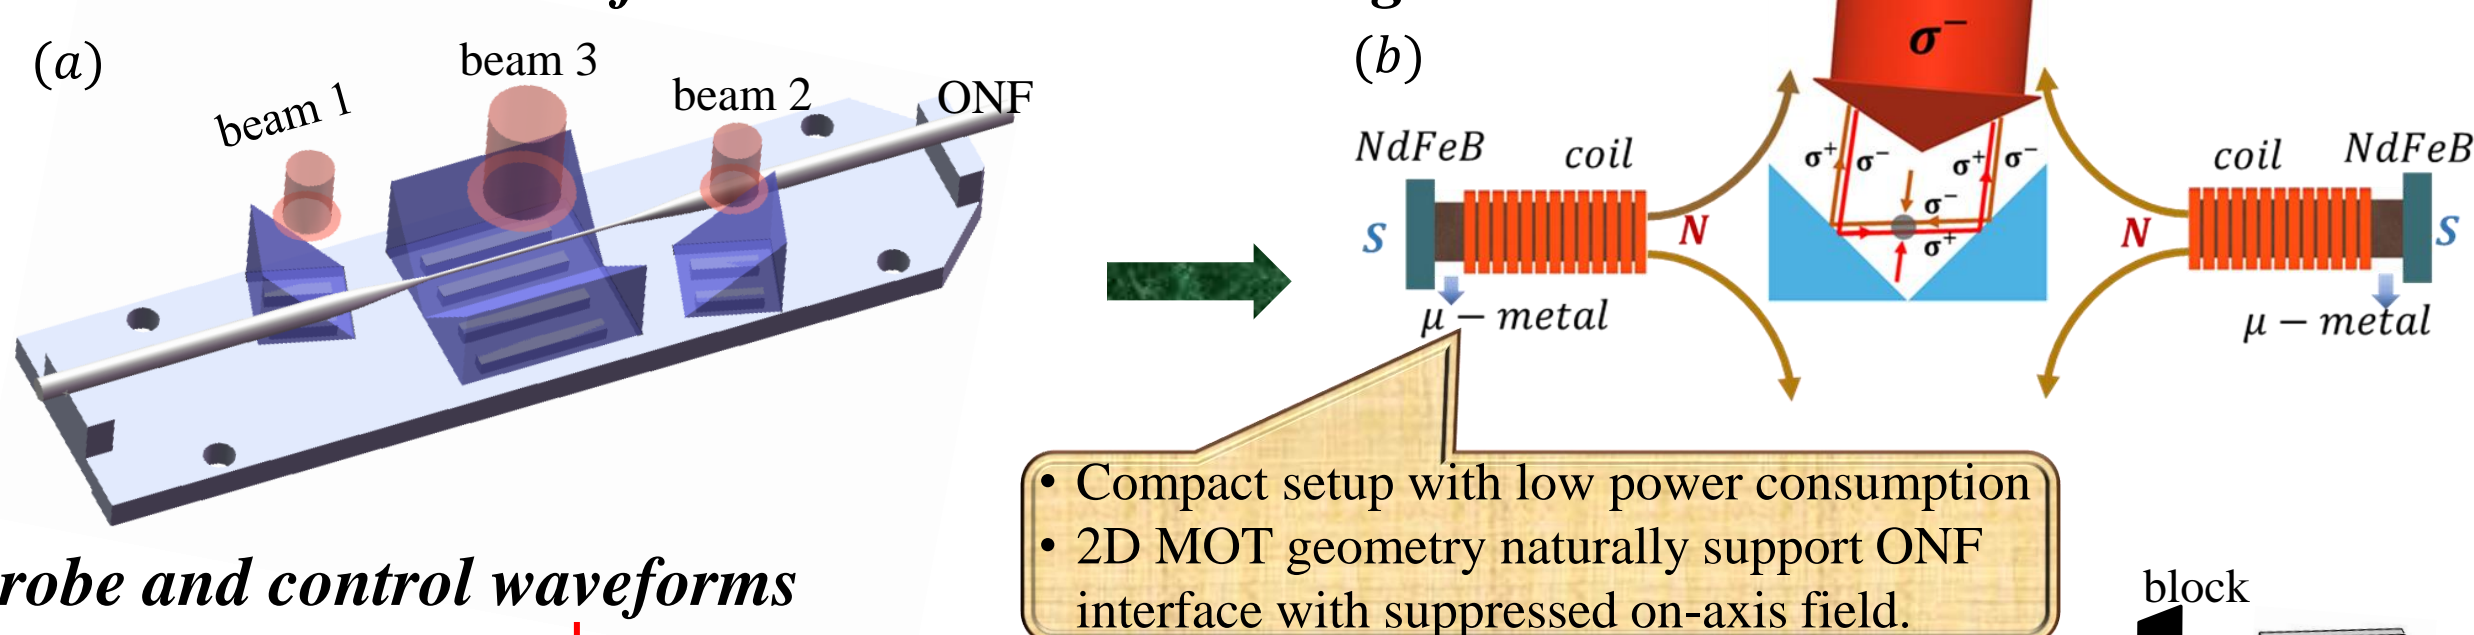 (a)
beam 1
beam 3
beam 2
ONF
(b)
σ⁻
NdFeB
coil
σ⁺
σ⁻
σ⁺
σ⁻
coil
NdFeB
S
N
σ⁻
σ⁺
N
S
μ − metal
μ − metal
• Compact setup with low power consumption
• 2D MOT geometry naturally support ONF
interface with suppressed on-axis field.
robe and control waveforms
block